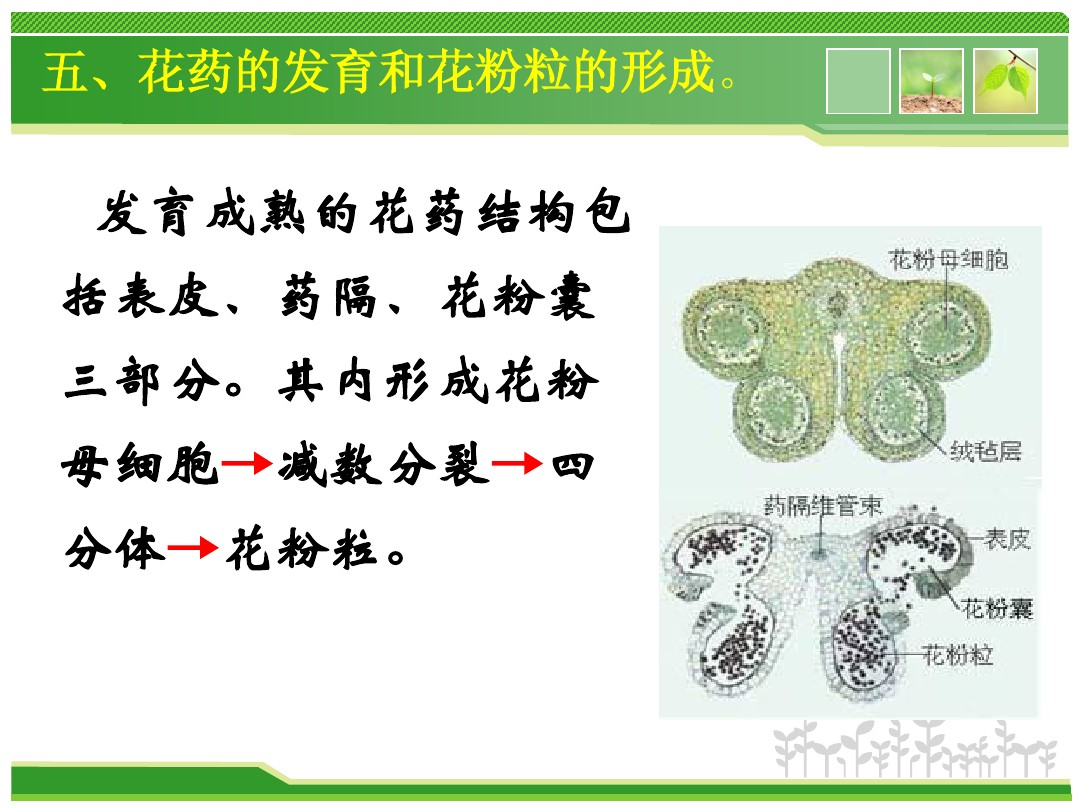 五、花药的发育和花粉粒的形成。
发育成熟的花药结构包
括表皮、药隔、花粉囊
三部分。其内形成花粉
母细胞→减数分裂→四
分体→花粉粒。
花粉母细胞
绒毡层
药隔维管束
表皮
花粉囊
花粉粒